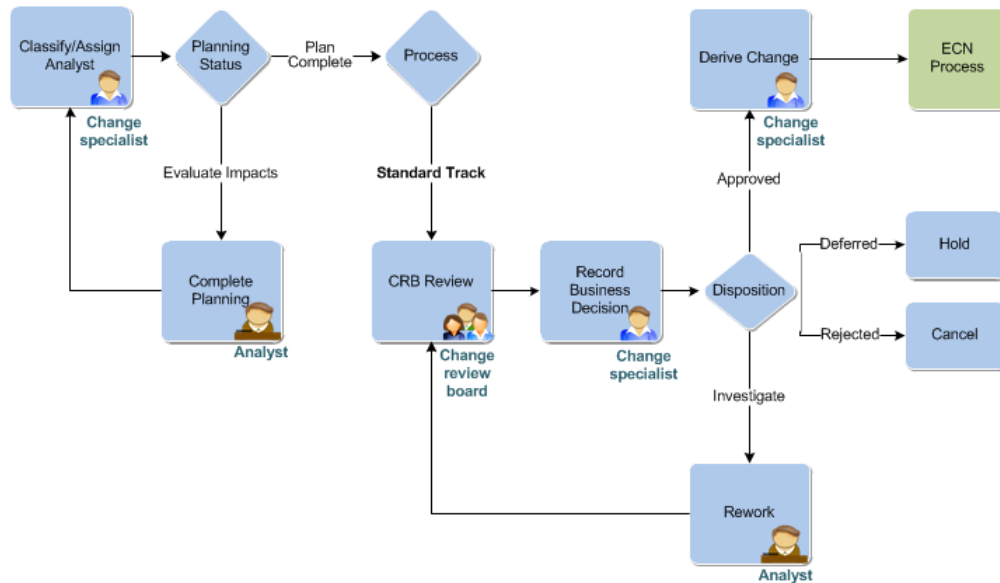 Classify/Assign
Analyst
Change
specialist
Planning
Status
Plan
Complete
Process
Evaluate Impacts
Complete
Planning
Analyst
Standard Track
CRB Review
Change
review
board
Record
Business
Decision
Change
specialist
Disposition
Approved
Derive Change
Change
specialist
ECN
Process
Deferred
Hold
Rejected
Cancel
Investigate
Rework
Analyst